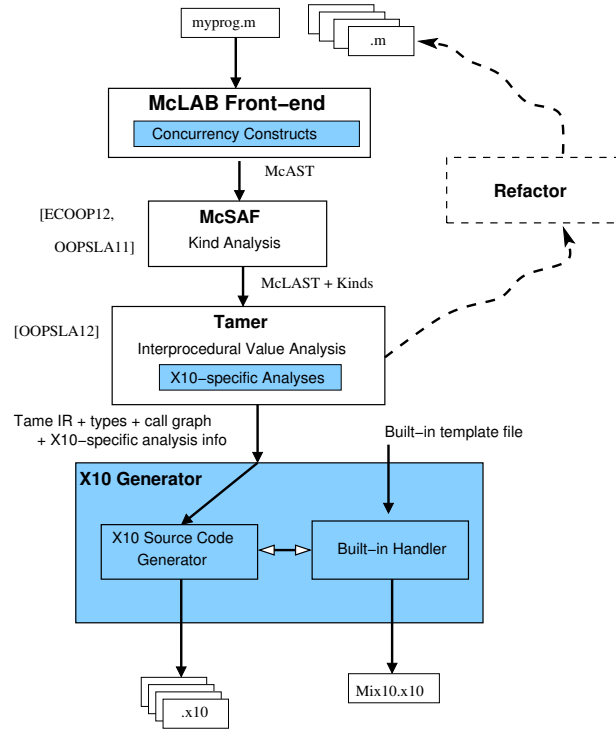 myprog.m
.m
McLAB Front-end
Concurrency Constructs
McAST
Refactor
[ECOOP12,
OOPSLA11]
McSAF
Kind Analysis
McLAST + Kinds
[OOPSLA12]
Tamer
Interprocedural Value Analysis
X10−specific Analyses
Tame IR + types + call graph
+ X10−specific analysis info
Built−in template file
X10 Generator
X10 Source Code
Generator
Built−in Handler
.x10
Mix10.x10